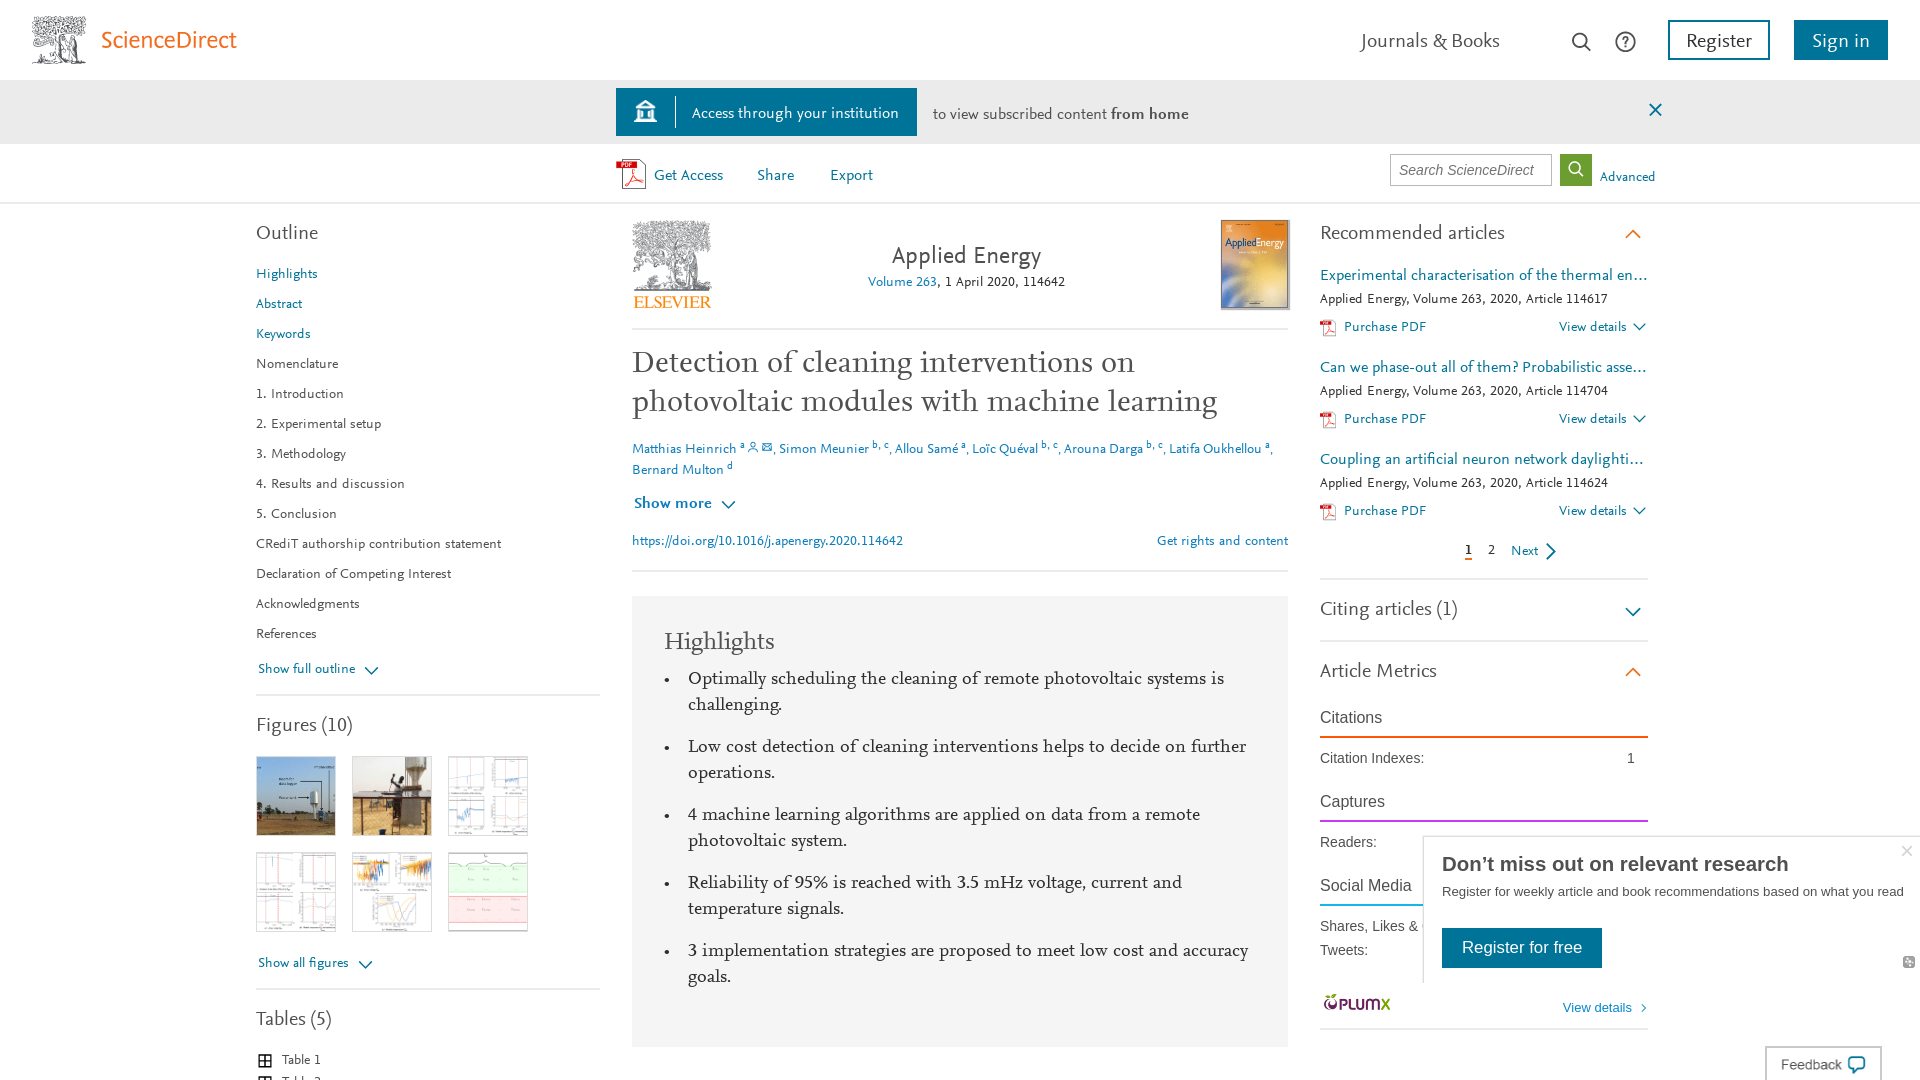 ScienceDirect
Journals & Books
Register
Sign in
Access through your institution
to view subscribed content from home
PDF
Get Access
Share
Export
Search ScienceDirect
Advanced
Outline
Highlights
Abstract
Keywords
Nomenclature
1. Introduction
2. Experimental setup
3. Methodology
4. Results and discussion
5. Conclusion
CRediT authorship contribution statement
Declaration of Competing Interest
Acknowledgments
References
Show full outline
Figures (10)
Show all figures
Tables (5)
Table 1
Table 2
ELSEVIER
Applied Energy
Volume 263, 1 April 2020, 114642
AppliedEnergy
Detection of cleaning interventions on
photovoltaic modules with machine learning
Matthias Heinrich a, Simon Meunier b, c, Allou Samé a, Loïc Quéval b, c, Arouna Darga b, c, Latifa Oukhellou a,
Bernard Multon d
Show more
https://doi.org/10.1016/j.apenergy.2020.114642
Get rights and content
Highlights
• Optimally scheduling the cleaning of remote photovoltaic systems is
challenging.
• Low cost detection of cleaning interventions helps to decide on further
operations.
• 4 machine learning algorithms are applied on data from a remote
photovoltaic system.
• Reliability of 95% is reached with 3.5 mHz voltage, current and
temperature signals.
• 3 implementation strategies are proposed to meet low cost and accuracy
goals.
Recommended articles
Experimental characterisation of the thermal en...
Applied Energy, Volume 263, 2020, Article 114617
Purchase PDF
View details
Can we phase-out all of them? Probabilistic asse...
Applied Energy, Volume 263, 2020, Article 114704
Purchase PDF
View details
Coupling an artificial neuron network daylighti...
Applied Energy, Volume 263, 2020, Article 114624
Purchase PDF
View details
1 2 Next
Citing articles (1)
Article Metrics
Citations
Citation Indexes: 1
Captures
Readers:
Social Media
Shares, Likes &
Tweets:
PLUMX
View details
Don’t miss out on relevant research
Register for weekly article and book recommendations based on what you read
Register for free
Feedback